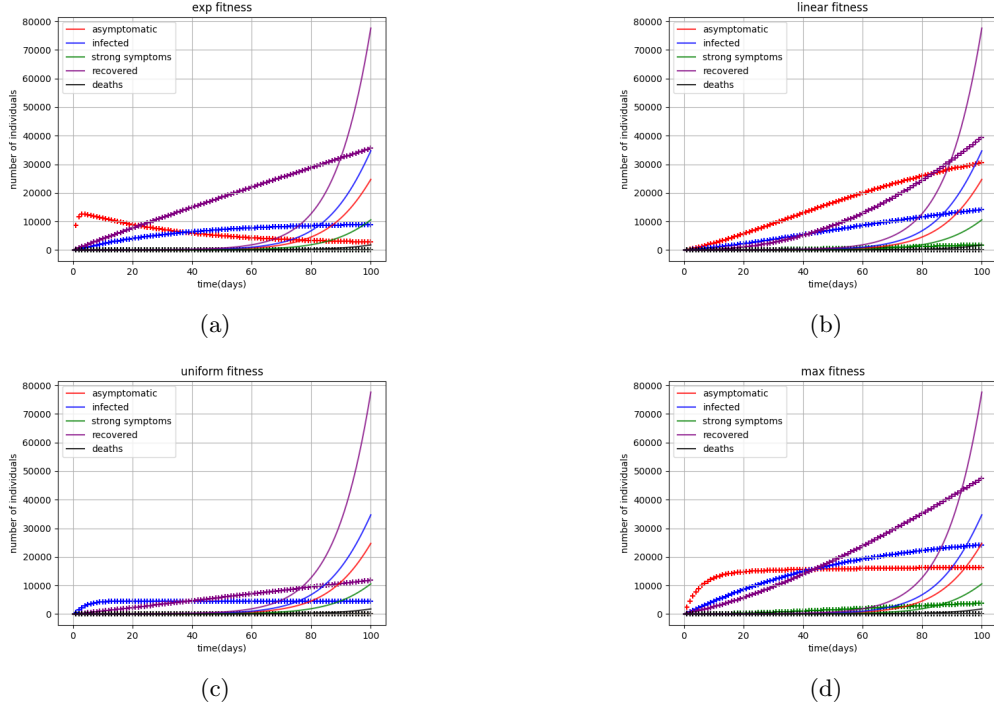 exp fitness
80000
70000
60000
50000
40000
30000
20000
10000
0
number of individuals
asymptomatic
infected
strong symptoms
recovered
deaths
0 20 40 60 80 100
time(days)
(a)
linear fitness
80000
70000
60000
50000
40000
30000
20000
10000
0
number of individuals
asymptomatic
infected
strong symptoms
recovered
deaths
0 20 40 60 80 100
time(days)
(b)
uniform fitness
80000
70000
60000
50000
40000
30000
20000
10000
0
number of individuals
asymptomatic
infected
strong symptoms
recovered
deaths
0 20 40 60 80 100
time(days)
(c)
max fitness
80000
70000
60000
50000
40000
30000
20000
10000
0
number of individuals
asymptomatic
infected
strong symptoms
recovered
deaths
0 20 40 60 80 100
time(days)
(d)